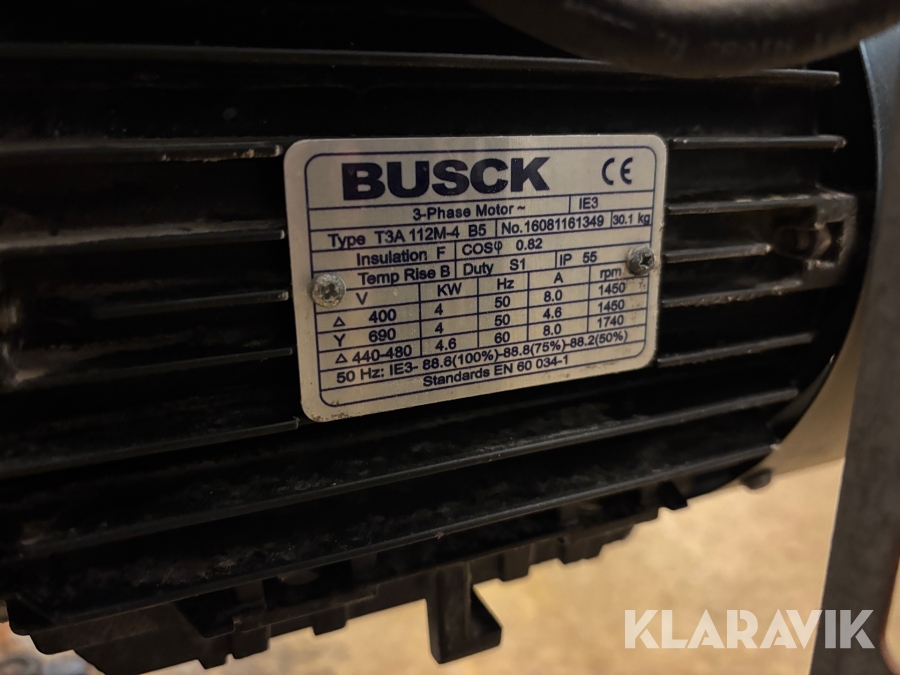 BUSCK CE
3-Phase Motor ~ IE3
Type T3A 112M-4 B5 No.16081161349 30.1 kg
Insulation F COSφ 0.82
Temp Rise B Duty S1 IP 55
V KW Hz A rpm
Δ 400 4 50 8.0 1450
Y 690 4 50 4.6 1450
Δ 440-480 4.6 60 8.0 1740
50 Hz: IE3- 88.6(100%)-88.8(75%)-88.2(50%)
Standards EN 60 034-1
KLARAVIK